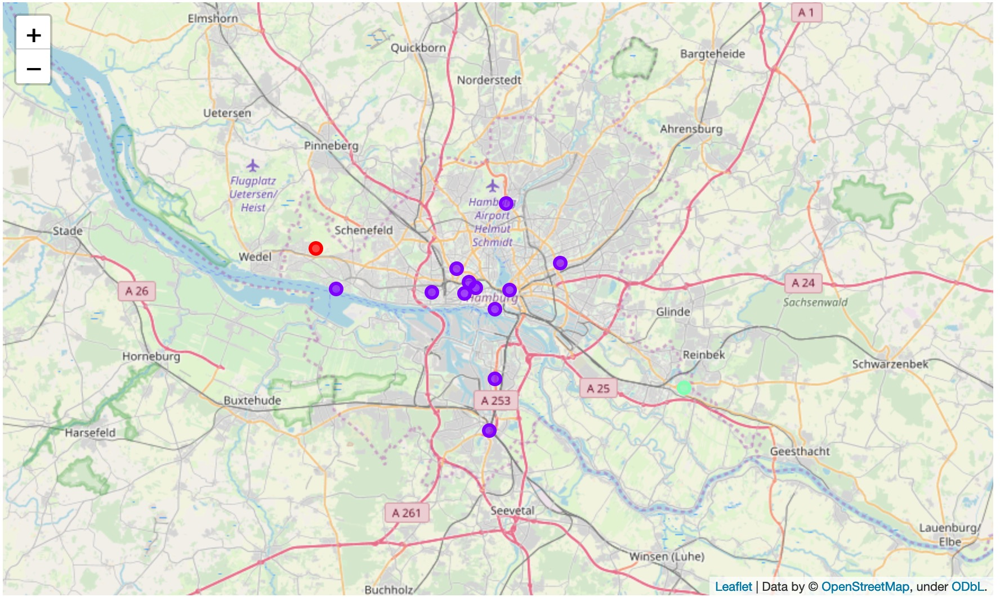 +
−
Elmshorn
A 1
Quickborn
Bargteheide
Norderstedt
Uetersen
Ahrensburg
Pinneberg
Flugplatz
Uetersen/
Heist
Hamburg
Airport
Helmut
Schmidt
Stade
Schenefeld
Wedel
A 26
A 24
Hamburg
Sachsenwald
Glinde
Horneburg
Reinbek
Schwarzenbek
A 25
Buxtehude
A 253
Harsefeld
Geesthacht
A 261
Seevetal
Lauenburg/
Elbe
Winsen (Luhe)
Buchholz
Leaflet | Data by © OpenStreetMap, under ODbL.